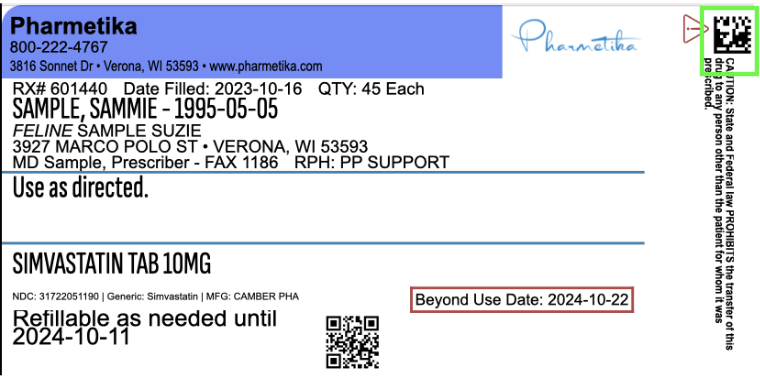 Pharmetika
800-222-4767
3816 Sonnet Dr • Verona, WI 53593 • www.pharmetika.com
Pharmetika
RX# 601440 Date Filled: 2023-10-16 QTY: 45 Each
SAMPLE, SAMMIE - 1995-05-05
FELINE SAMPLE SUZIE
3927 MARCO POLO ST • VERONA, WI 53593
MD Sample, Prescriber - FAX 1186 RPH: PP SUPPORT
Use as directed.
SIMVASTATIN TAB 10MG
NDC: 31722051190 | Generic: Simvastatin | MFG: CAMBER PHA
Refillable as needed until
2024-10-11
Beyond Use Date: 2024-10-22
CAUTION: State and Federal law PROHIBITS the transfer of this
drug to any person other than the patient for whom it was
prescribed.